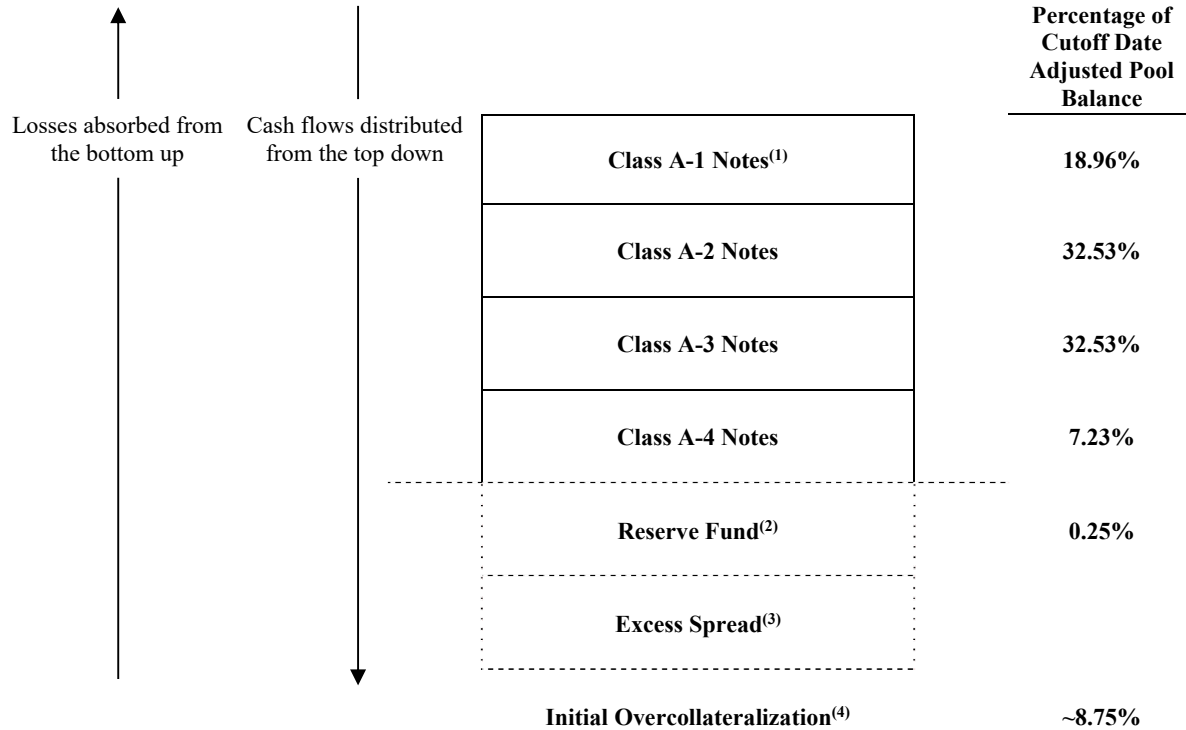 Percentage of
Cutoff Date
Adjusted Pool
Balance
Losses absorbed from
the bottom up
Cash flows distributed
from the top down
Class A-1 Notes(1)
18.96%
Class A-2 Notes
32.53%
Class A-3 Notes
32.53%
Class A-4 Notes
7.23%
Reserve Fund(2)
0.25%
Excess Spread(3)
Initial Overcollateralization(4)
~8.75%